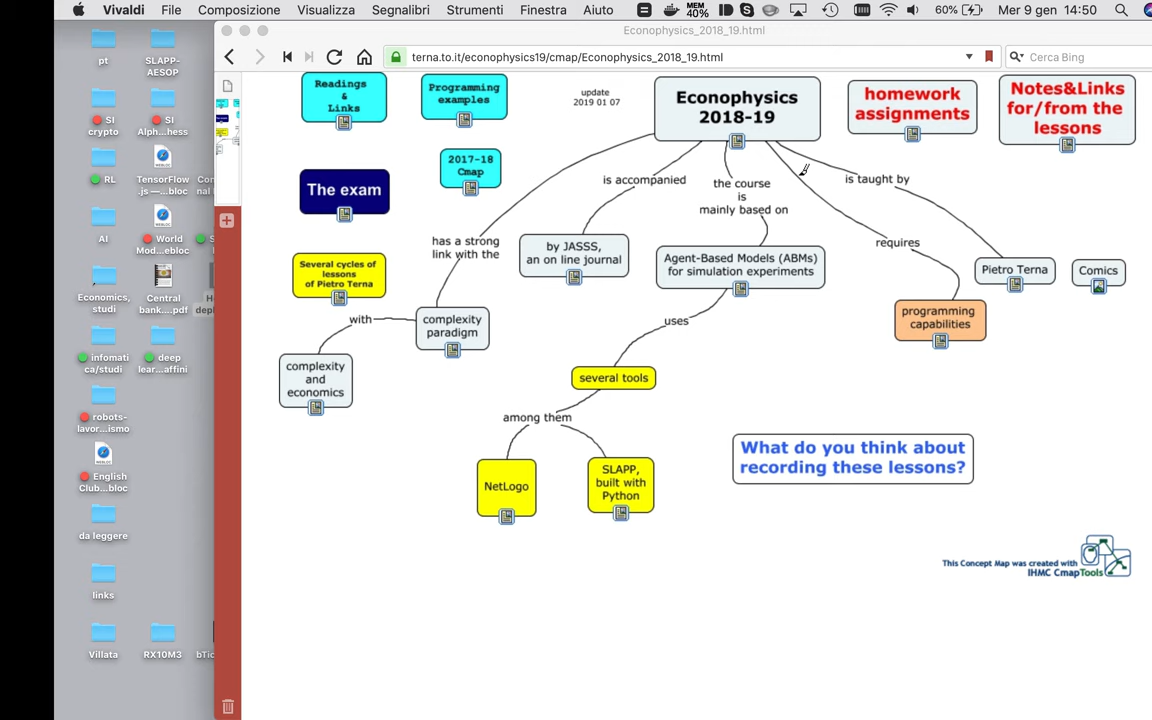 Vivaldi File Composizione Visualizza Segnalibri Strumenti Finestra Aiuto MEM 40% 60% Mer 9 gen 14:50
Econophysics_2018_19.html
terna.to.it/econophysics19/cmap/Econophysics_2018_19.html
Cerca Bing
pt
SLAPP-
AESOP
SI
crypto
SI
Alph...hess
RL
TensorFlow
.js —...bloc
AI
World
Mod...ebloc
Economics,
studi
Central
bank....pdf
infomati
ca/studi
deep
lear...affini
robots-
lavor...ismo
English
Club...bloc
da leggere
links
Villata
RX10M3
Readings
&
Links
Programming
examples
update
2019 01 07
Econophysics
2018-19
homework
assignments
Notes&Links
for/from the
lessons
2017-18
Cmap
The exam
is accompanied
the course
is
mainly based on
is taught by
has a strong
link with the
by JASSS,
an on line journal
Agent-Based Models (ABMs)
for simulation experiments
requires
Pietro Terna
Comics
Several cycles of
lessons
of Pietro Terna
with
complexity
paradigm
uses
programming
capabilities
complexity
and
economics
several tools
among them
NetLogo
SLAPP,
built with
Python
What do you think about
recording these lessons?
This Concept Map was created with
IHMC CmapTools